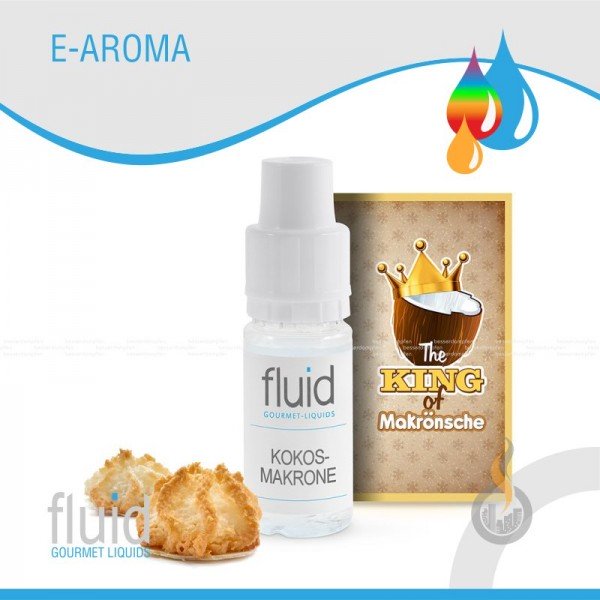 E-AROMA
The
KING
of
Makrönsche
fluid
GOURMET-LIQUIDS
KOKOS-
MAKRONE
fluid
GOURMET LIQUIDS